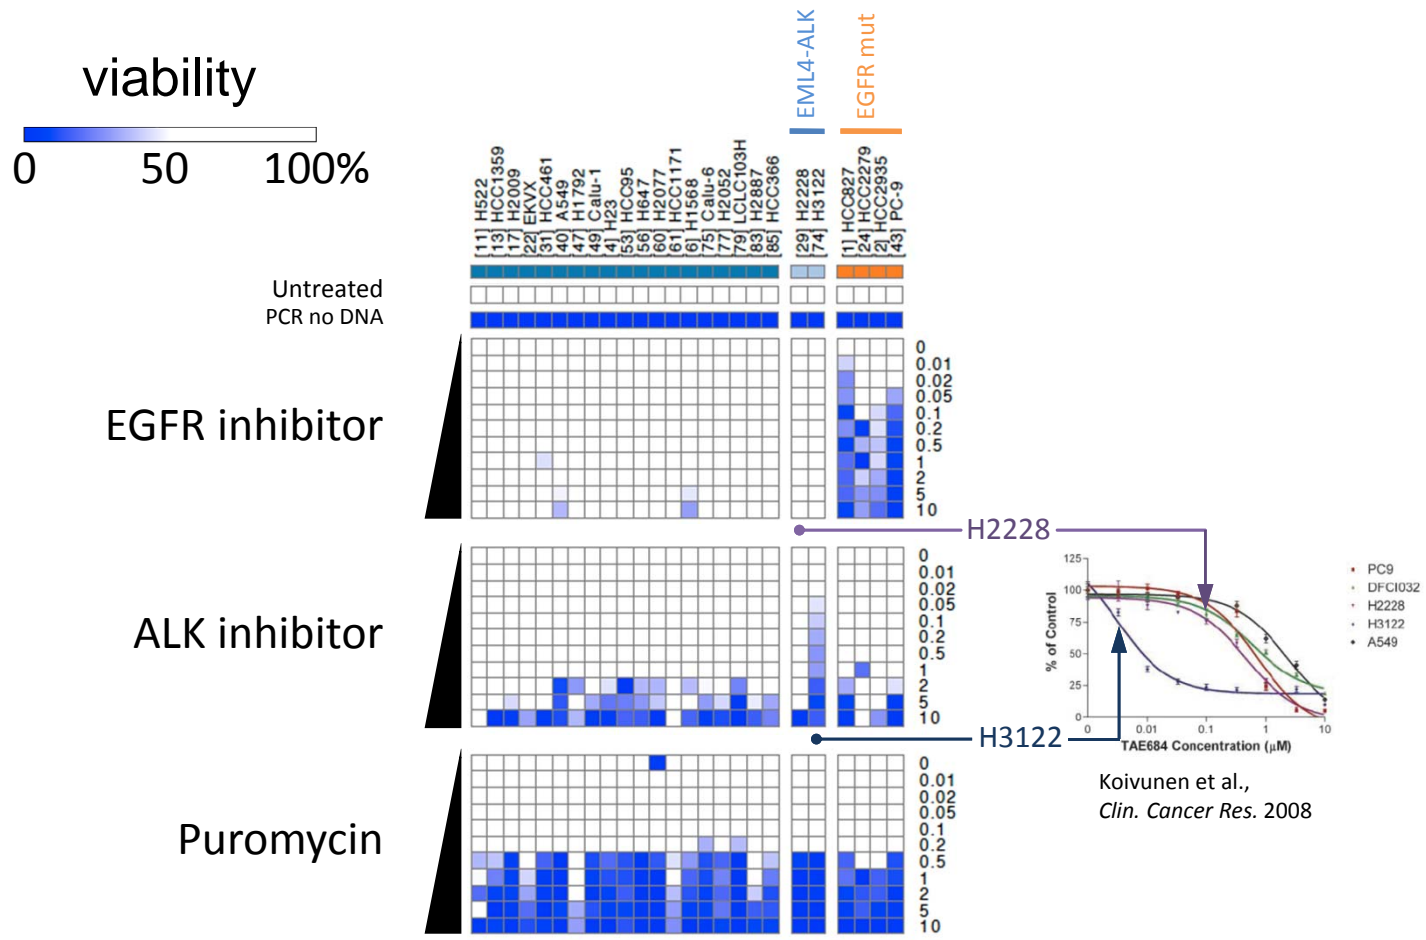 viability
0 50 100%
EML4-ALK
EGFR mut
[11] H522
[13] HCC1359
[17] H2009
[22] EKVX
[31] HCC461
[40] A549
[47] H1792
[49] Calu-1
[4] H23
[53] HCC95
[56] H647
[60] H2077
[61] HCC1171
[6] H1568
[75] Calu-6
[77] H2052
[79] LCLC103H
[83] H2887
[85] HCC366
[29] H2228
[74] H3122
[1] HCC827
[24] HCC2279
[2] HCC2935
[43] PC-9
Untreated
PCR no DNA
EGFR inhibitor
0
0.01
0.02
0.05
0.1
0.2
0.5
1
2
5
10
H2228
ALK inhibitor
0
0.01
0.02
0.05
0.1
0.2
0.5
1
2
5
10
H3122
Puromycin
0
0.01
0.02
0.05
0.1
0.2
0.5
1
2
5
10
% of Control
125
100
75
50
25
0
0 0.01 0.1 1 10
TAE684 Concentration (μM)
PC9
DFCI032
H2228
H3122
A549
Koivunen et al.,
Clin. Cancer Res. 2008